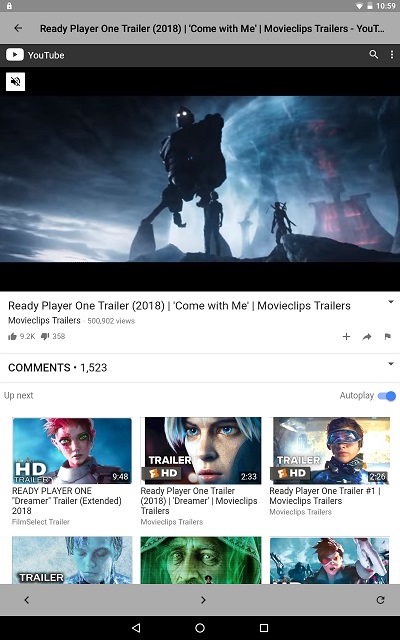 10:59
Ready Player One Trailer (2018) | 'Come with Me' | Movieclips Trailers - YouT...
YouTube
Ready Player One Trailer (2018) | 'Come with Me' | Movieclips Trailers
Movieclips Trailers · 500,902 views
9.2K 358
COMMENTS • 1,523
Up next Autoplay
HD
TRAILER
9:48
READY PLAYER ONE
"Dreamer" Trailer (Extended)
2018
FilmSelect Trailer
TRAILER
HD
2:33
Ready Player One Trailer
(2018) | 'Dreamer' | Movieclips
Trailers
Movieclips Trailers
TRAILER
HD
2:26
Ready Player One Trailer #1 |
Movieclips Trailers
Movieclips Trailers
TRAILER